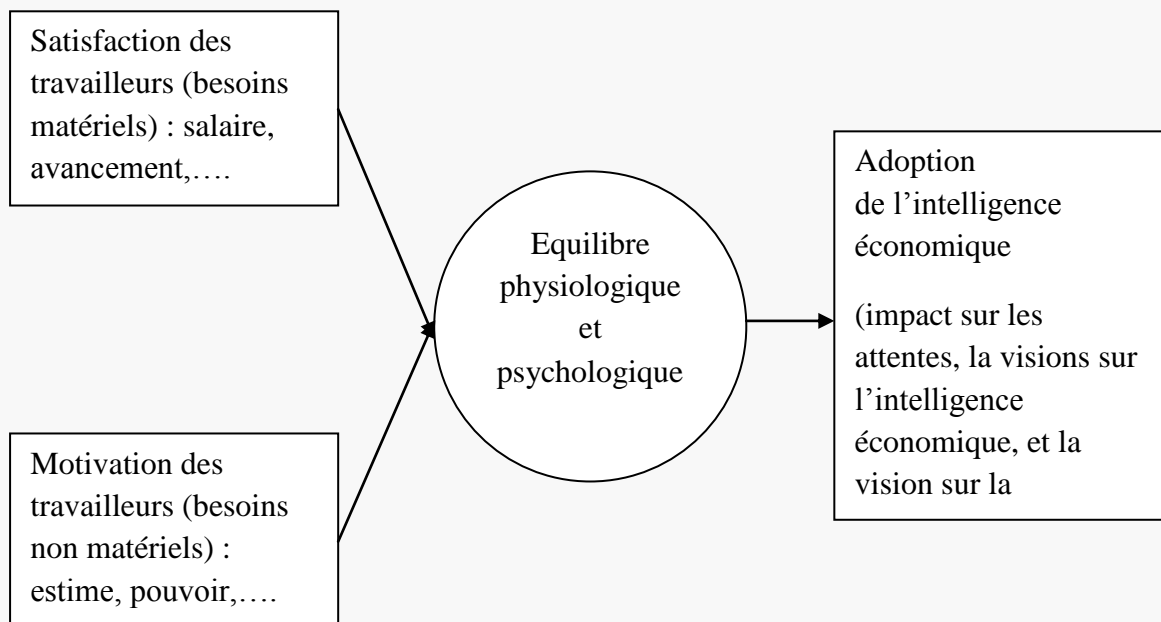 Satisfaction des
travailleurs (besoins
matériels) : salaire,
avancement,….
Equilibre
physiologique
et
psychologique
Adoption
de l’intelligence
économique
(impact sur les
attentes, la visions sur
l’intelligence
économique, et la
vision sur la
Motivation des
travailleurs (besoins
non matériels) :
estime, pouvoir,….